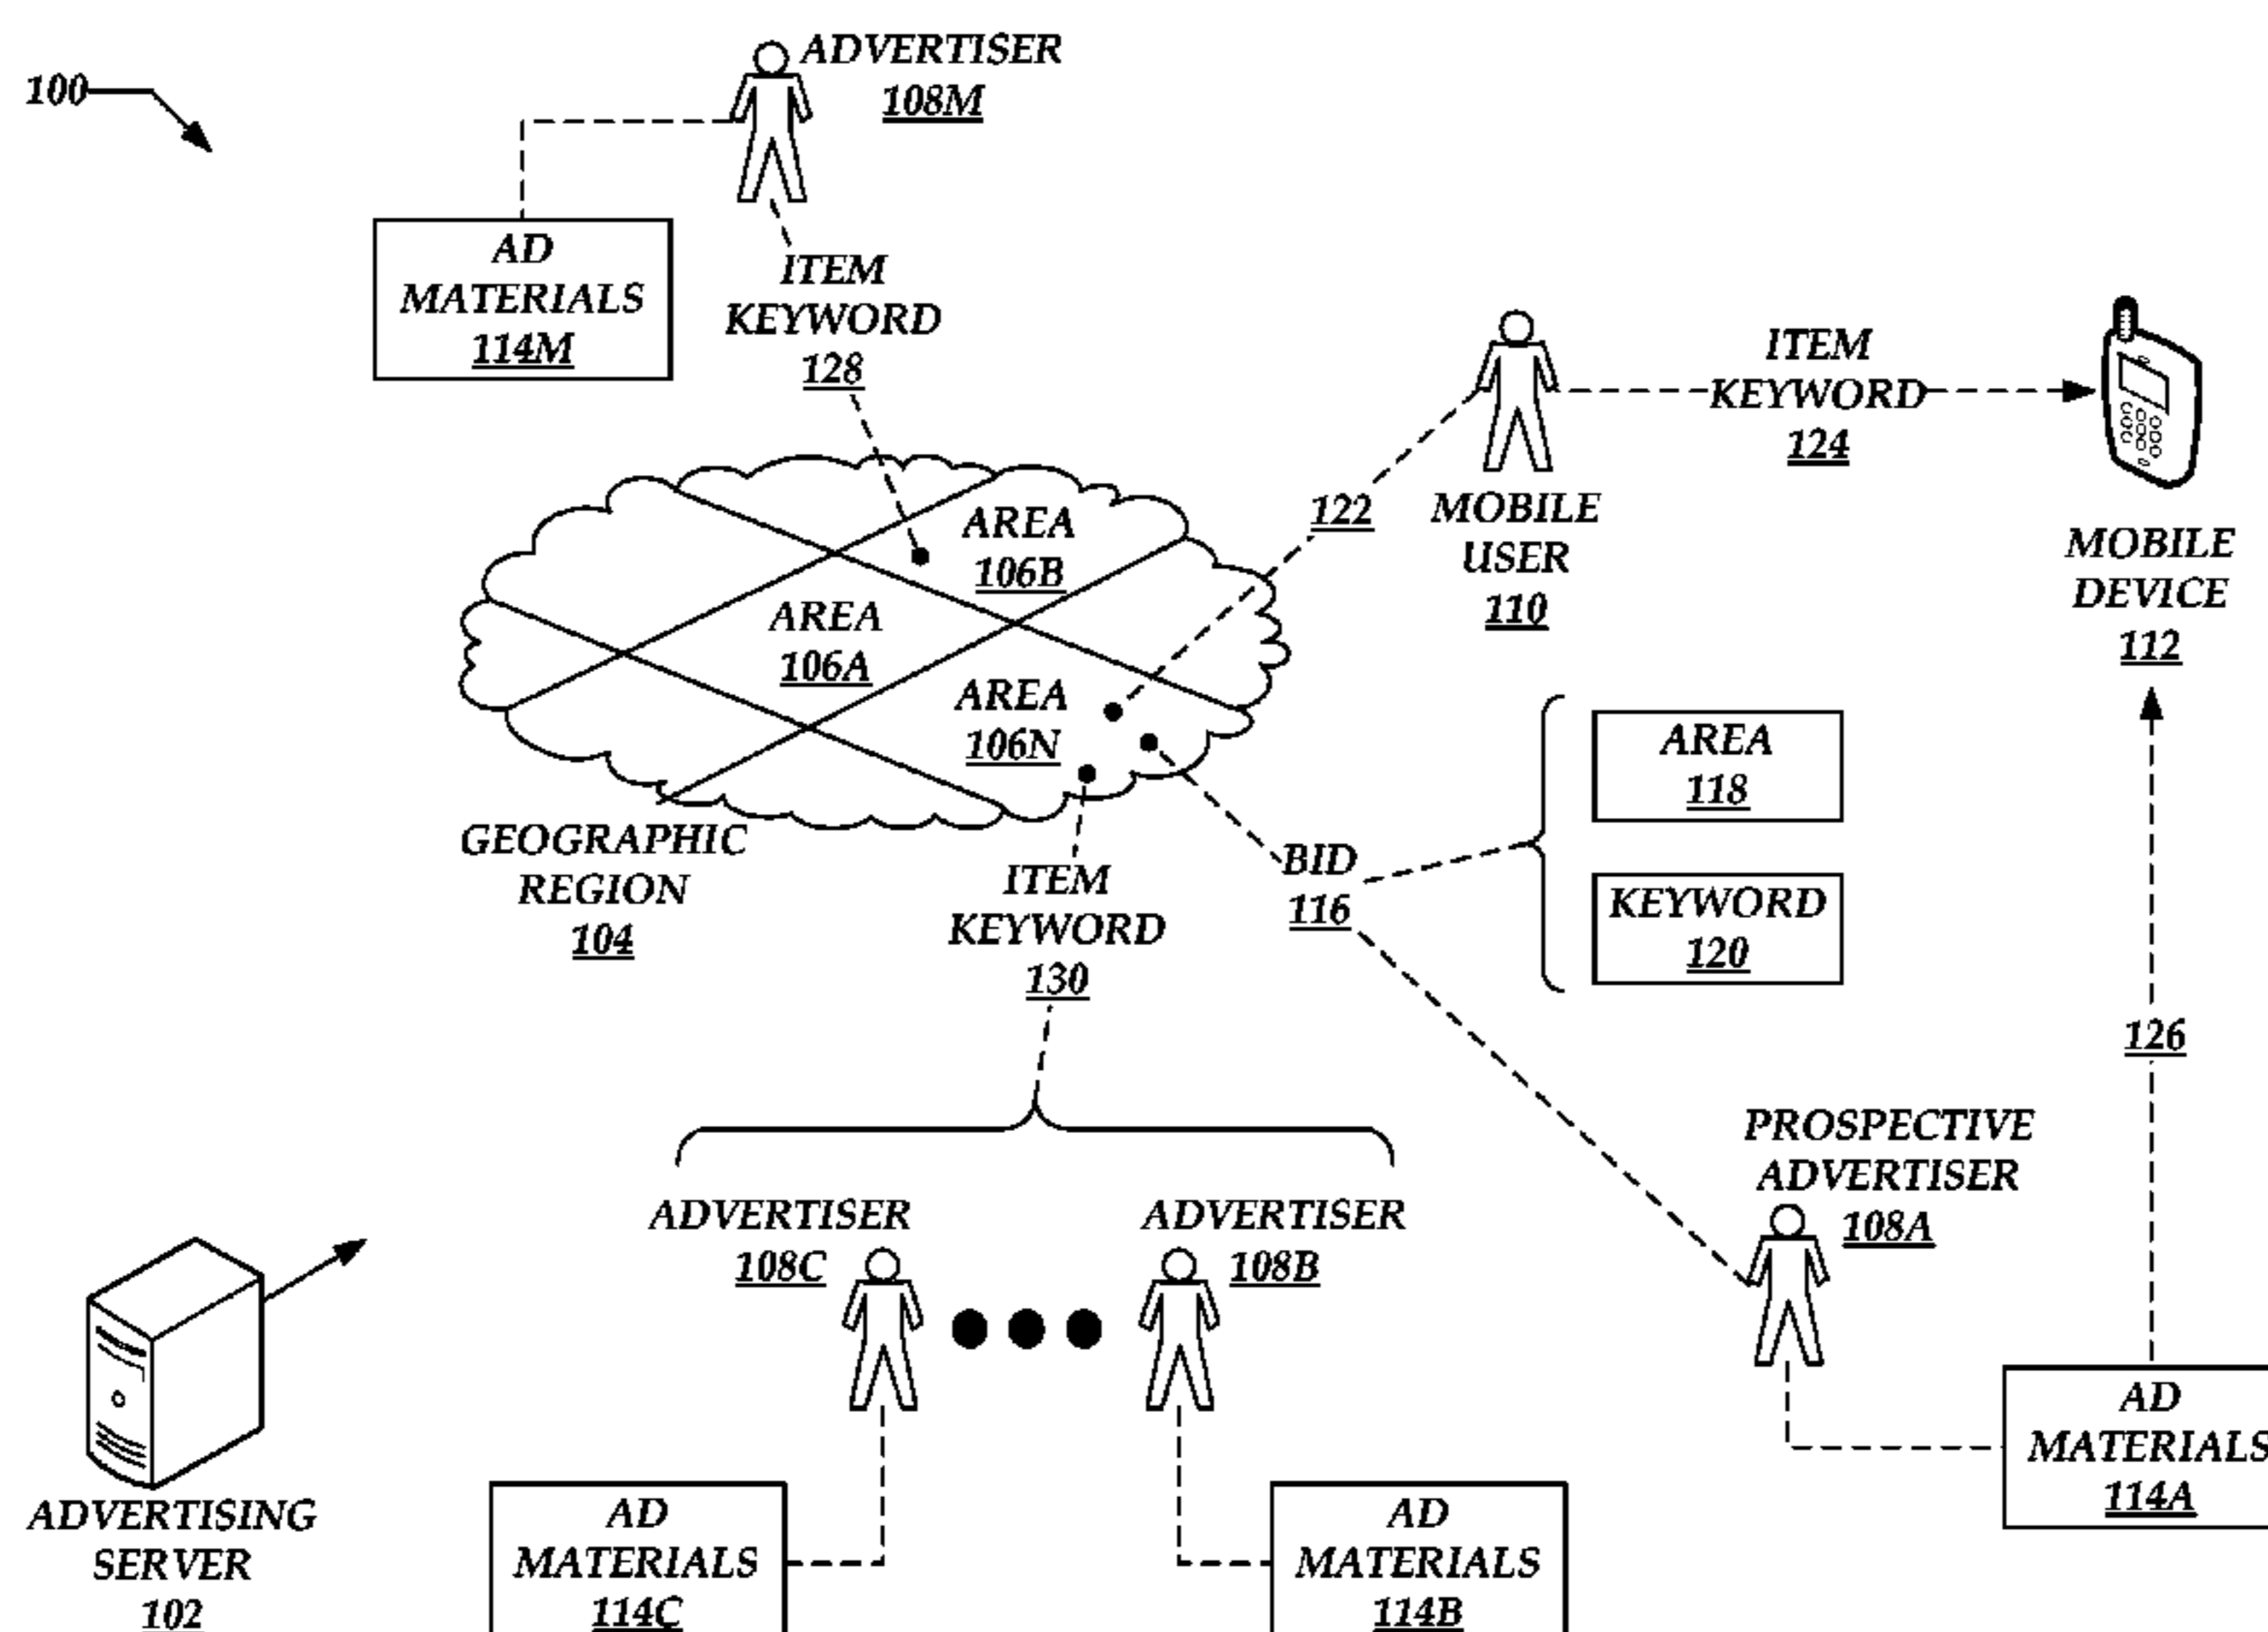 100
ADVERTISER
108M
AD
MATERIALS
114M
ITEM
KEYWORD
128
MOBILE
USER
110
ITEM
KEYWORD
124
MOBILE
DEVICE
112
122
AREA
106B
AREA
106A
AREA
106N
GEOGRAPHIC
REGION
104
ITEM
KEYWORD
130
BID
116
AREA
118
KEYWORD
120
126
PROSPECTIVE
ADVERTISER
108A
AD
MATERIALS
114A
ADVERTISER
108C
ADVERTISER
108B
AD
MATERIALS
114C
AD
MATERIALS
114B
ADVERTISING
SERVER
102